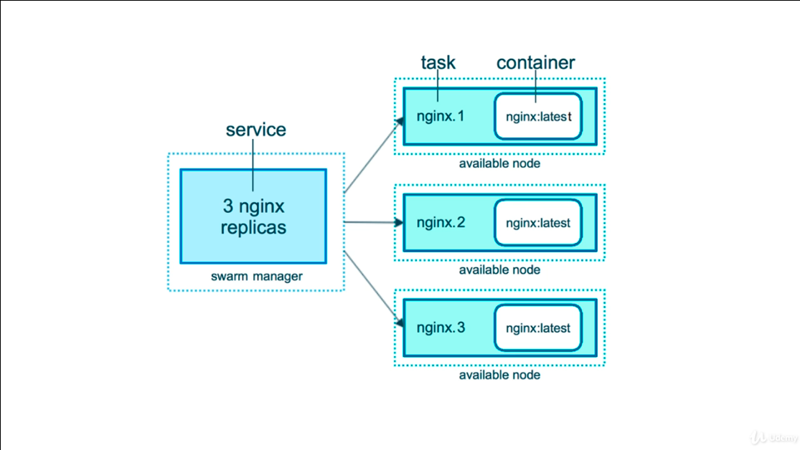 task
container
nginx.1
nginx:latest
available node
service
3 nginx
replicas
swarm manager
nginx.2
nginx:latest
available node
nginx.3
nginx:latest
available node
Udemy